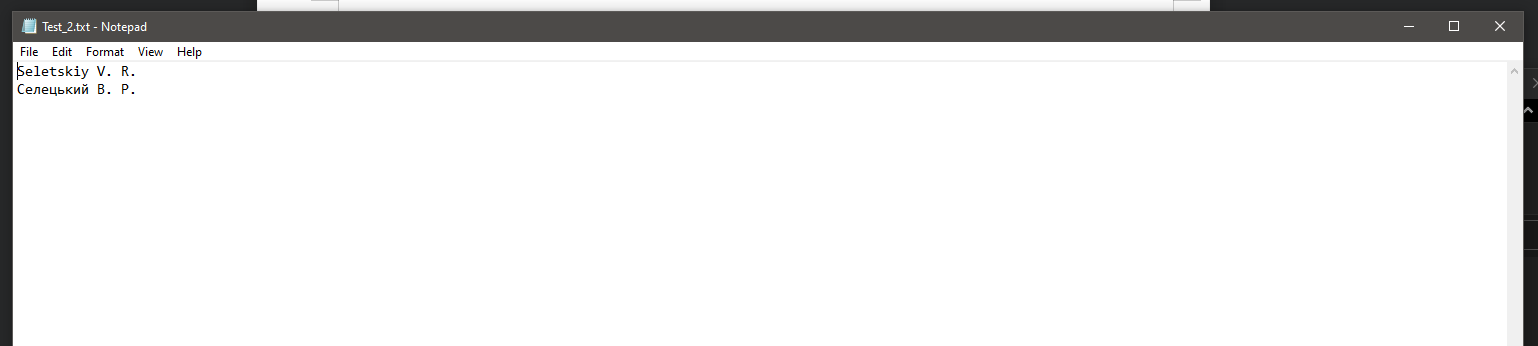 Test_2.txt - Notepad
File Edit Format View Help
Seletskiy V. R.
Селецький В. Р.